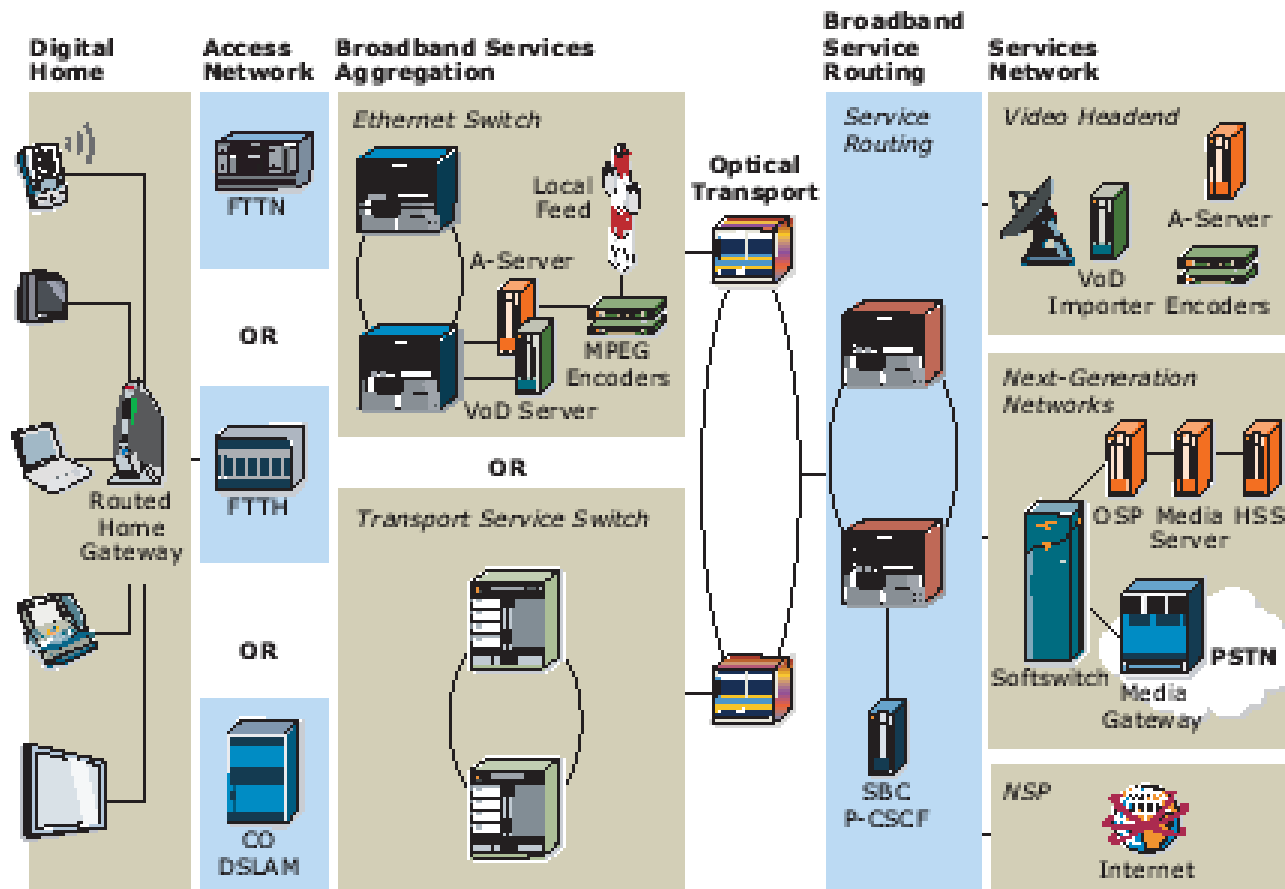 Digital
Home
Access
Network
Broadband Services
Aggregation
Broadband
Service
Routing
Services
Network
Ethernet Switch
Local
Feed
A-Server
MPEG
Encoders
VoD Server
OR
Transport Service Switch
FTTN
OR
FTTH
OR
CO
DSLAM
Routed
Home
Gateway
Optical
Transport
Service
Routing
SBC
P-CSCF
Video Headend
A-Server
VoD
Importer
Encoders
Next-Generation
Networks
OSP
Media
Server
HSS
Softswitch
Media
Gateway
PSTN
NSP
Internet